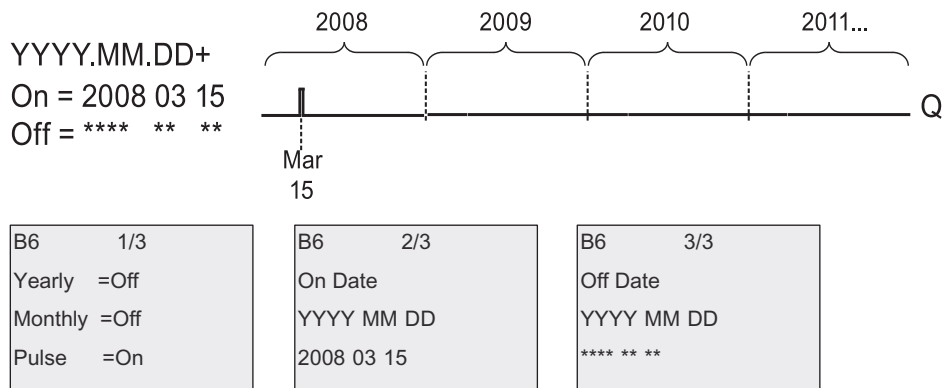 2008 2009 2010 2011...
YYYY.MM.DD+
On = 2008 03 15
Off = **** ** **
Q
Mar
15
B6 1/3
Yearly =Off
Monthly =Off
Pulse =On
B6 2/3
On Date
YYYY MM DD
2008 03 15
B6 3/3
Off Date
YYYY MM DD
**** ** **